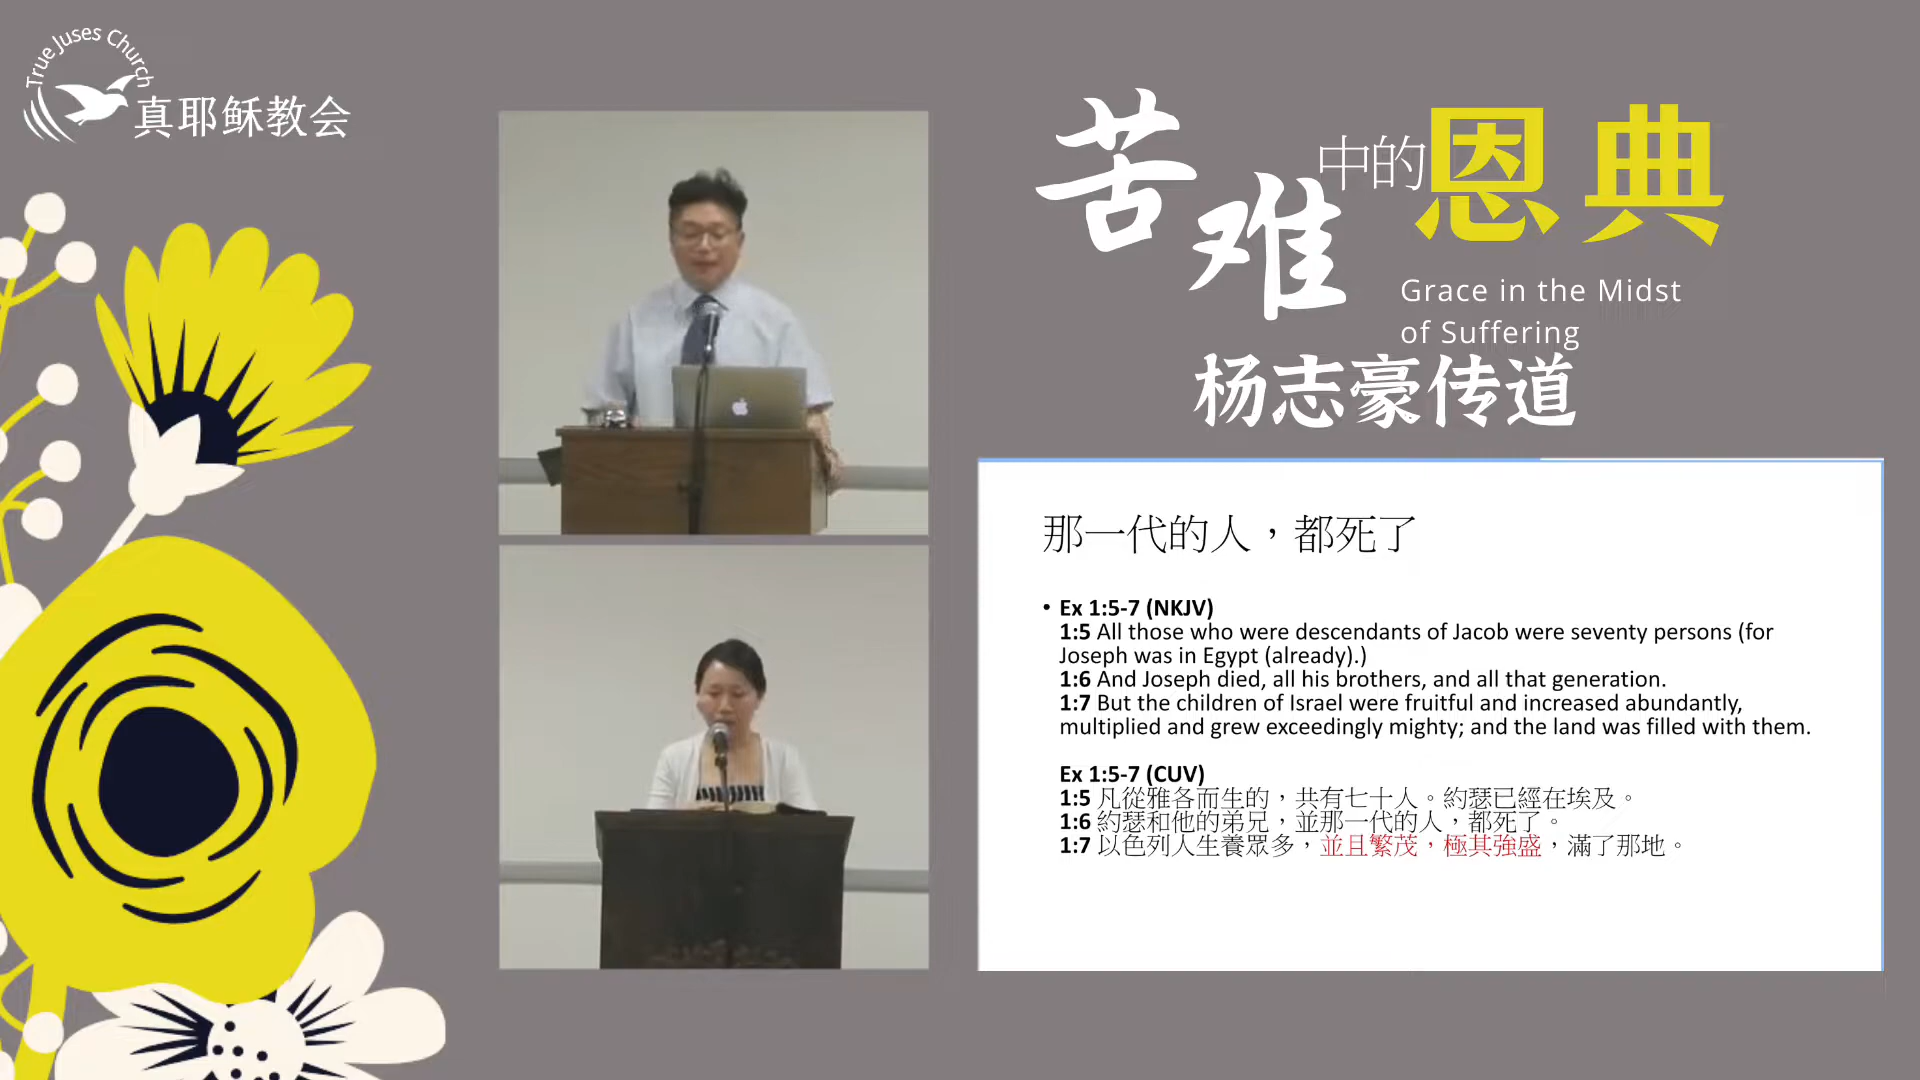 True Juses Church
真耶稣教会
苦难中的恩典
Grace in the Midst
of Suffering
杨志豪传道
那一代的人，都死了
• Ex 1:5-7 (NKJV)
1:5 All those who were descendants of Jacob were seventy persons (for
Joseph was in Egypt (already).)
1:6 And Joseph died, all his brothers, and all that generation.
1:7 But the children of Israel were fruitful and increased abundantly,
multiplied and grew exceedingly mighty; and the land was filled with them.
Ex 1:5-7 (CUV)
1:5 凡從雅各而生的，共有七十人。約瑟已經在埃及。
1:6 約瑟和他的弟兄，並那一代的人，都死了。
1:7 以色列人生養眾多，並且繁茂，極其強盛，滿了那地。